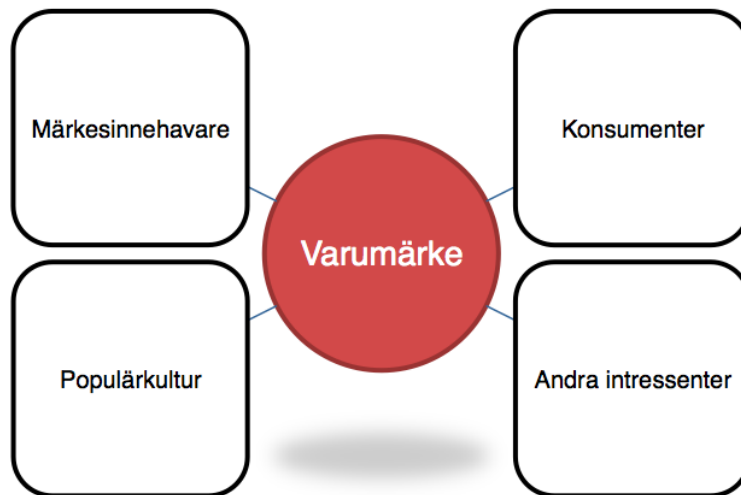 Märkesinnehavare
Konsumenter
Varumärke
Populärkultur
Andra intressenter